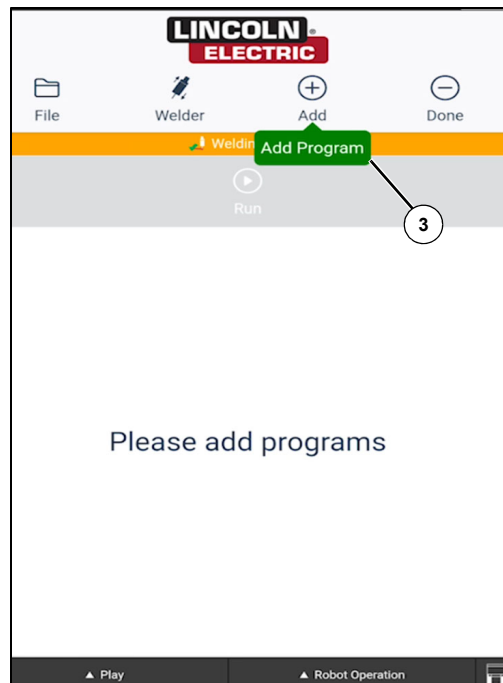 LINCOLN
ELECTRIC
File Welder Add Done
Add Program
Run
3
Please add programs
▲ Play ▲ Robot Operation